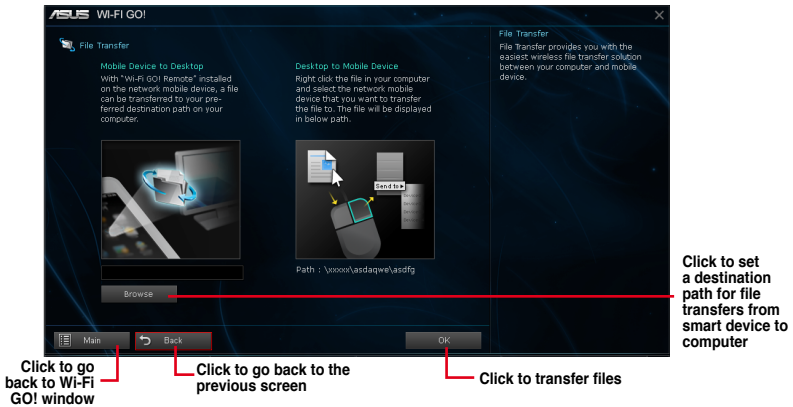 ASUS WI-FI GO!
File Transfer
Mobile Device to Desktop
With "Wi-Fi GO! Remote" installed
on the network mobile device, a file
can be transferred to your pre-
ferred destination path on your
computer.
Desktop to Mobile Device
Right click the file in your computer
and select the network mobile
device that you want to transfer
the file to. The file will be displayed
in below path.
Send to
Path : \xxxxx\asdaqwe\asdfg
Browse
Main
Back
OK
File Transfer
File Transfer provides you with the
easiest wireless file transfer solution
between your computer and mobile
device.
Click to set
a destination
path for file
transfers from
smart device to
computer
Click to go
back to Wi-Fi
GO! window
Click to go back to the
previous screen
Click to transfer files